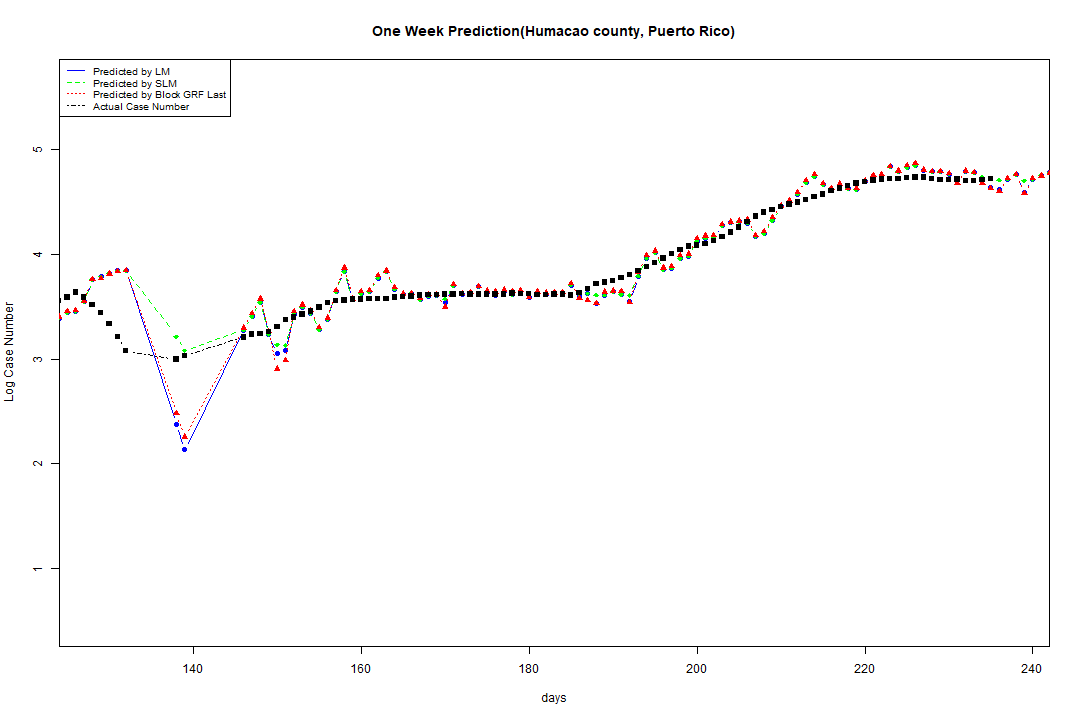 One Week Prediction(Humacao county, Puerto Rico)
Predicted by LM
Predicted by SLM
Predicted by Block GRF Last
Actual Case Number
5
4
3
2
1
Log Case Number
140 160 180 200 220 240
days